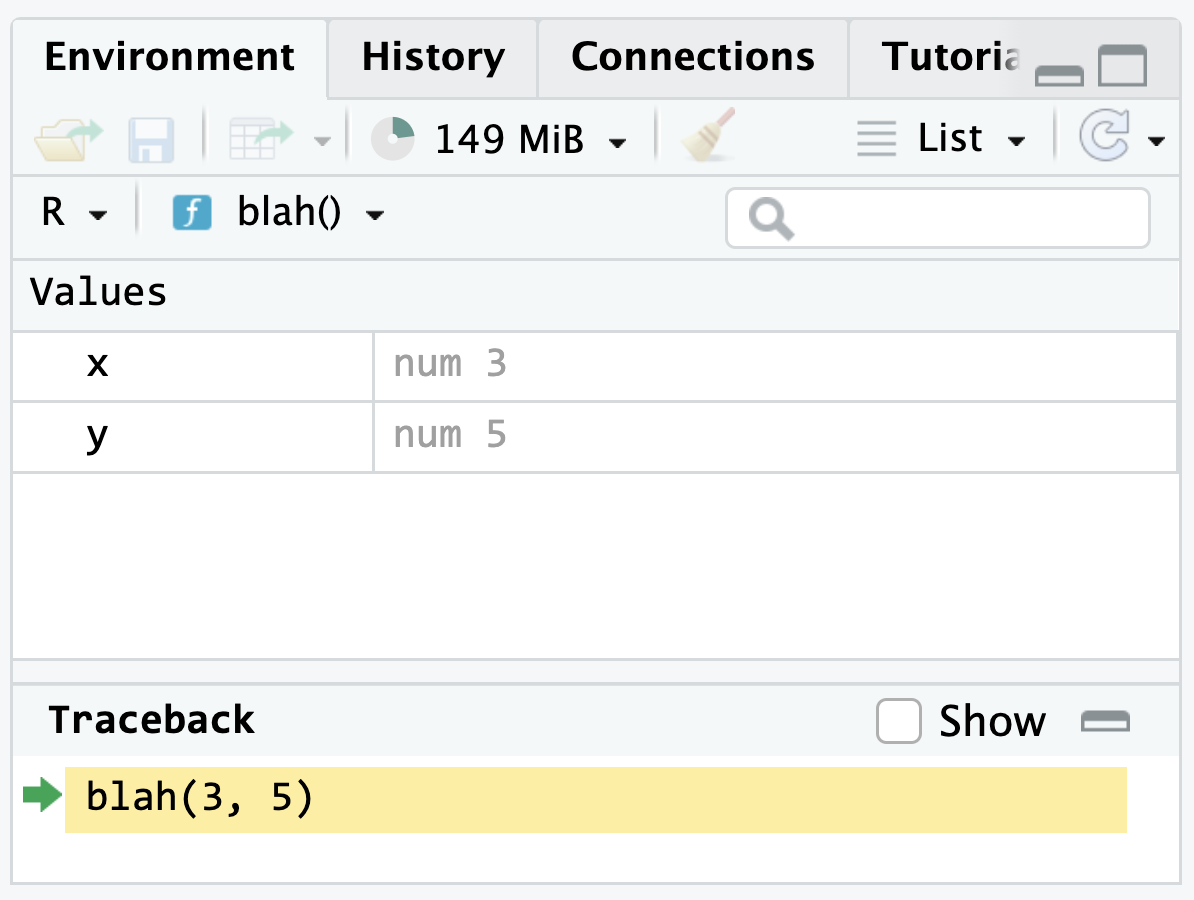 Environment History Connections Tutoria
149 MiB List
R f blah()
Values
x num 3
y num 5
Traceback Show
blah(3, 5)